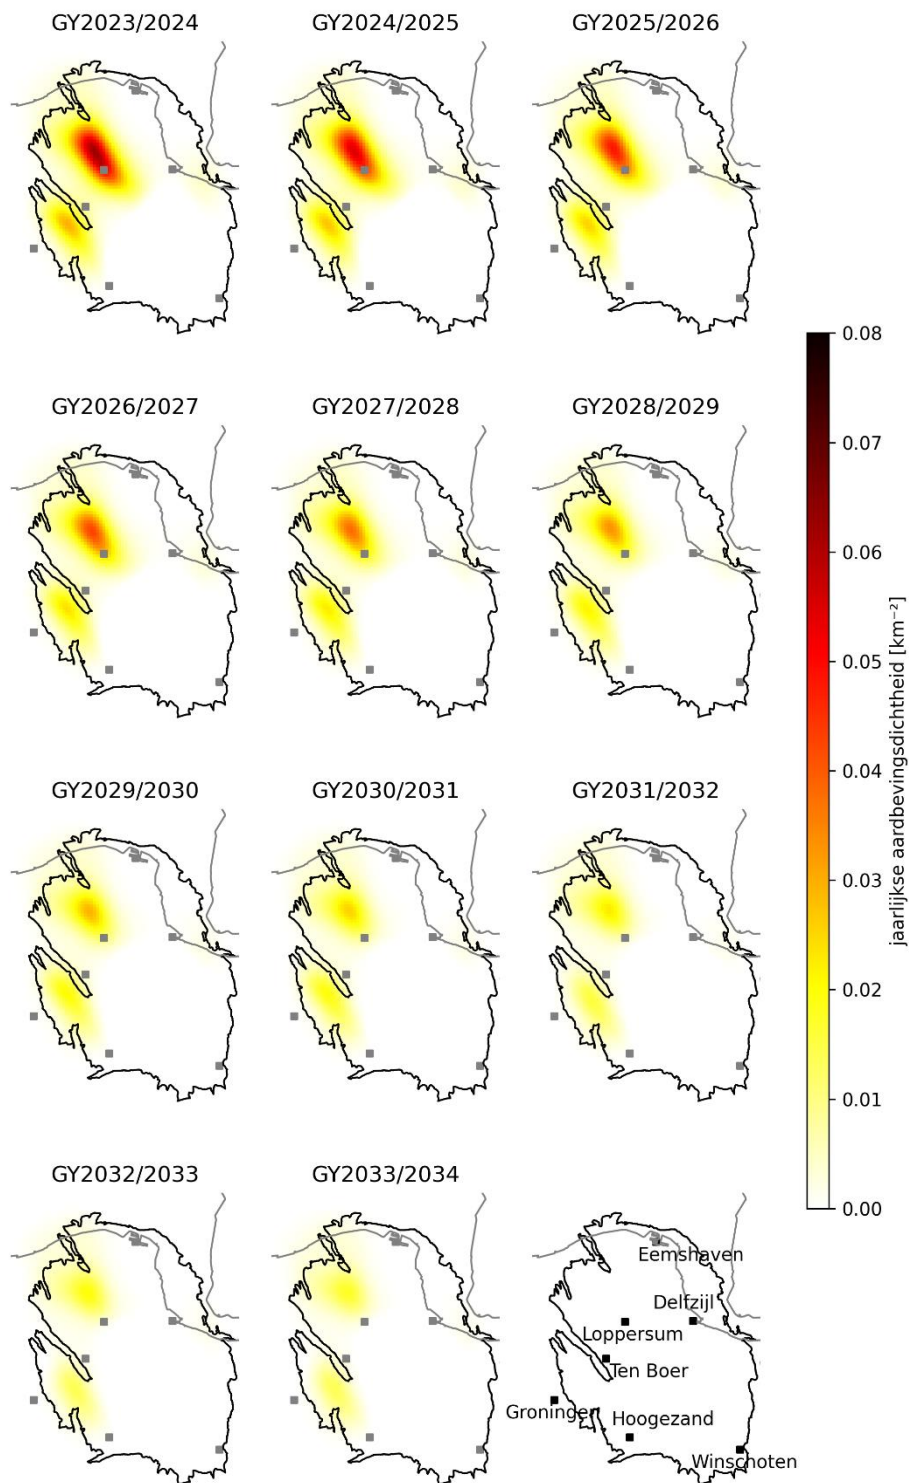 GY2023/2024
GY2024/2025
GY2025/2026
GY2026/2027
GY2027/2028
GY2028/2029
GY2029/2030
GY2030/2031
GY2031/2032
GY2032/2033
GY2033/2034
Eemshaven
Delfzijl
Loppersum
Ten Boer
Groningen
Hoogezand
Winschoten
0.08
0.07
0.06
0.05
0.04
0.03
0.02
0.01
0.00
jaarlijkse aardbevingsdichtheid [km⁻²]